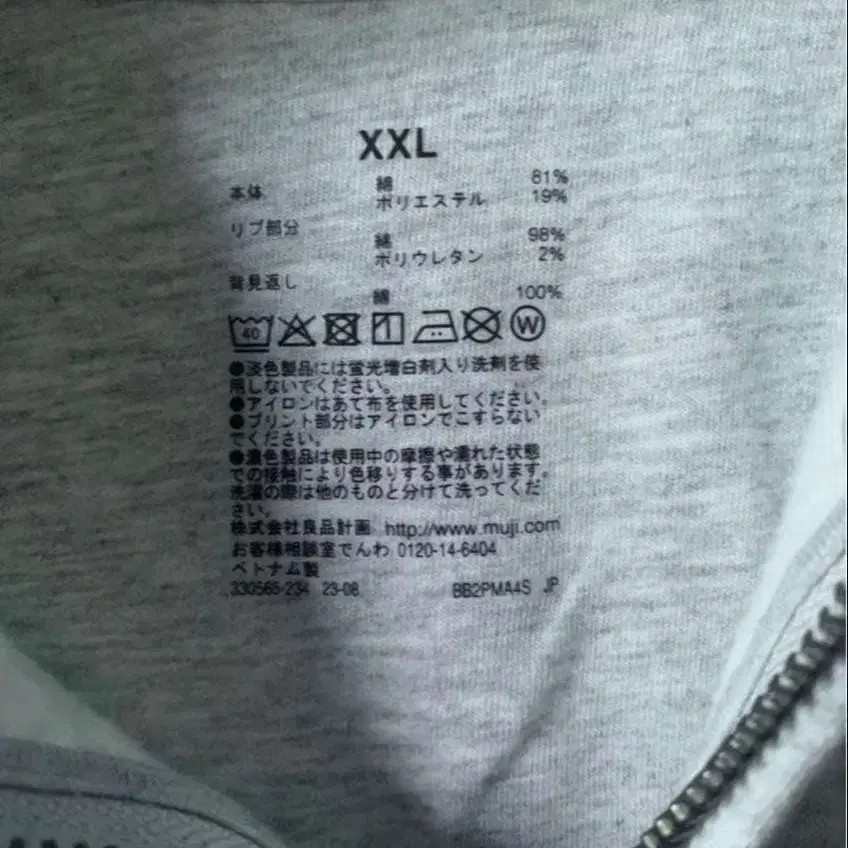 XXL
本体 綿 81%
ポリエステル 19%
リブ部分 綿 98%
ポリウレタン 2%
背見返し 綿 100%
40 W
●淡色製品には蛍光増白剤入り洗剤を使
用しないでください。
●アイロンはあて布を使用してください。
●プリント部分はアイロンでこすらない
でください。
●濃色製品は使用中の摩擦や濡れた状態
での接触により色移りする事があります。
洗濯の際は他のものと分けて洗ってくだ
さい。
株式会社良品計画 http://www.muji.com
お客様相談室でんわ 0120-14-6404
ベトナム製
330565-234 23-08 BB2PMA4S JP